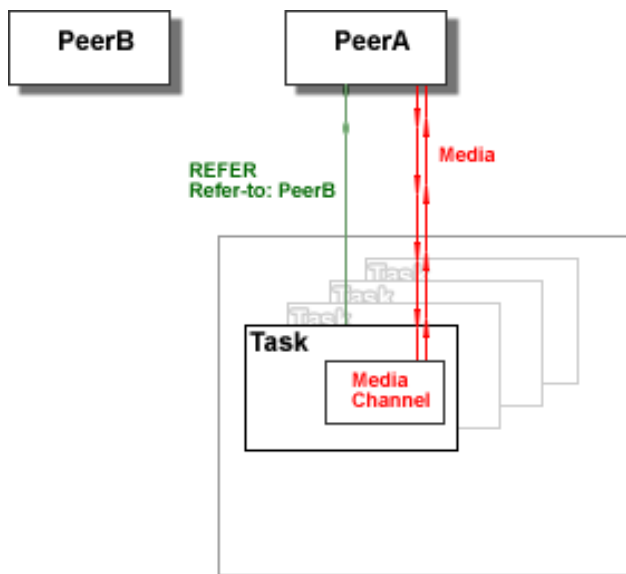 PeerB
PeerA
Media
REFER
Refer-to: PeerB
Task
Task
Task
Task
Media
Channel